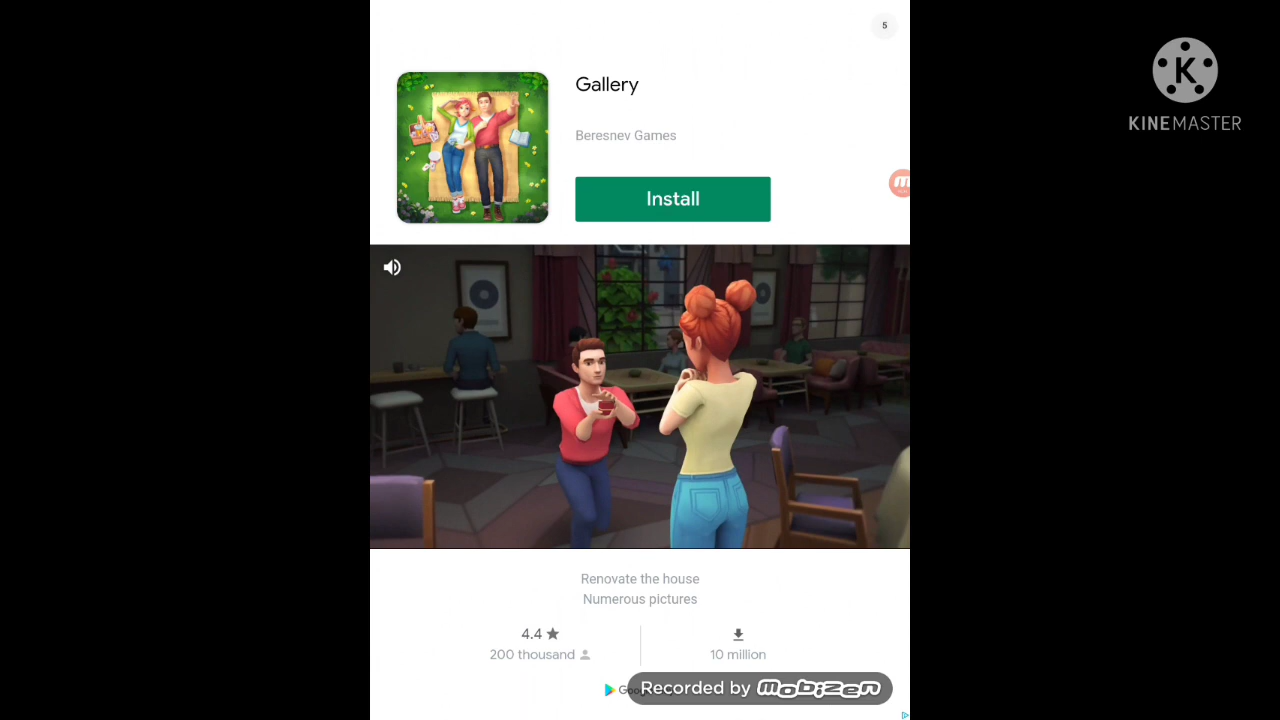 5
Gallery
KINEMASTER
Beresnev Games
Install
Renovate the house
Numerous pictures
4.4
200 thousand
10 million
Recorded by mobizen